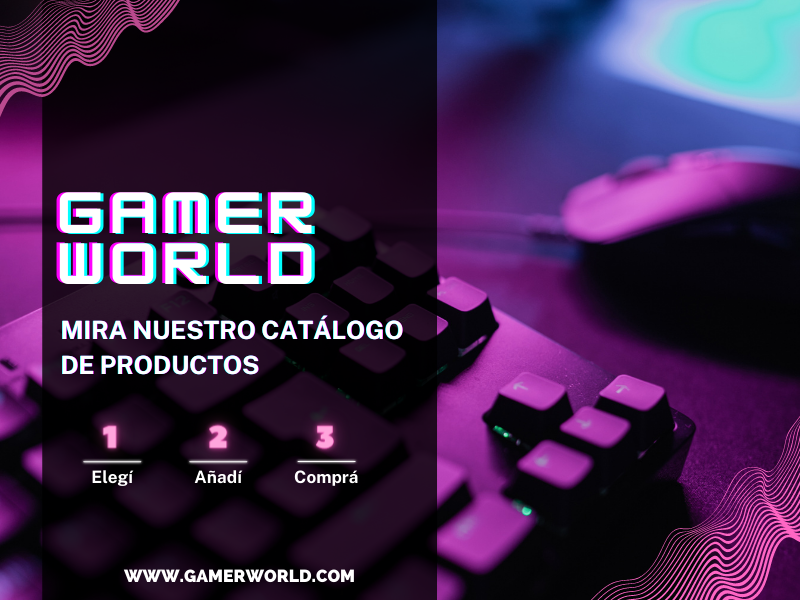 GAMER
WORLD
MIRA NUESTRO CATÁLOGO
DE PRODUCTOS
1 2 3
Elegí Añadí Comprá
WWW.GAMERWORLD.COM